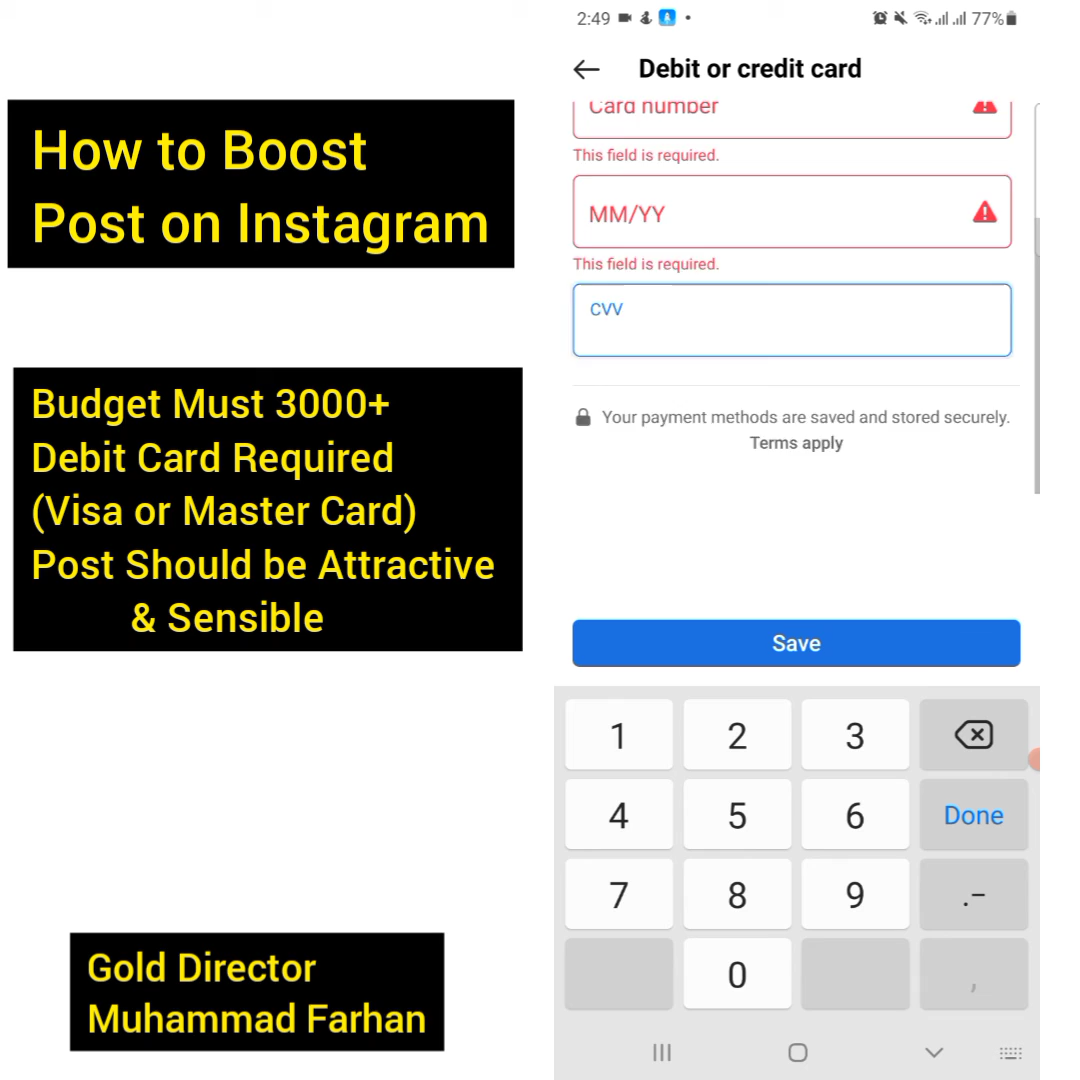 How to Boost
Post on Instagram
Budget Must 3000+
Debit Card Required
(Visa or Master Card)
Post Should be Attractive
& Sensible
Gold Director
Muhammad Farhan
2:49
77%
Debit or credit card
Card number
This field is required.
MM/YY
This field is required.
CVV
Your payment methods are saved and stored securely.
Terms apply
Save
1 2 3
4 5 6 Done
7 8 9 .-
0 ,